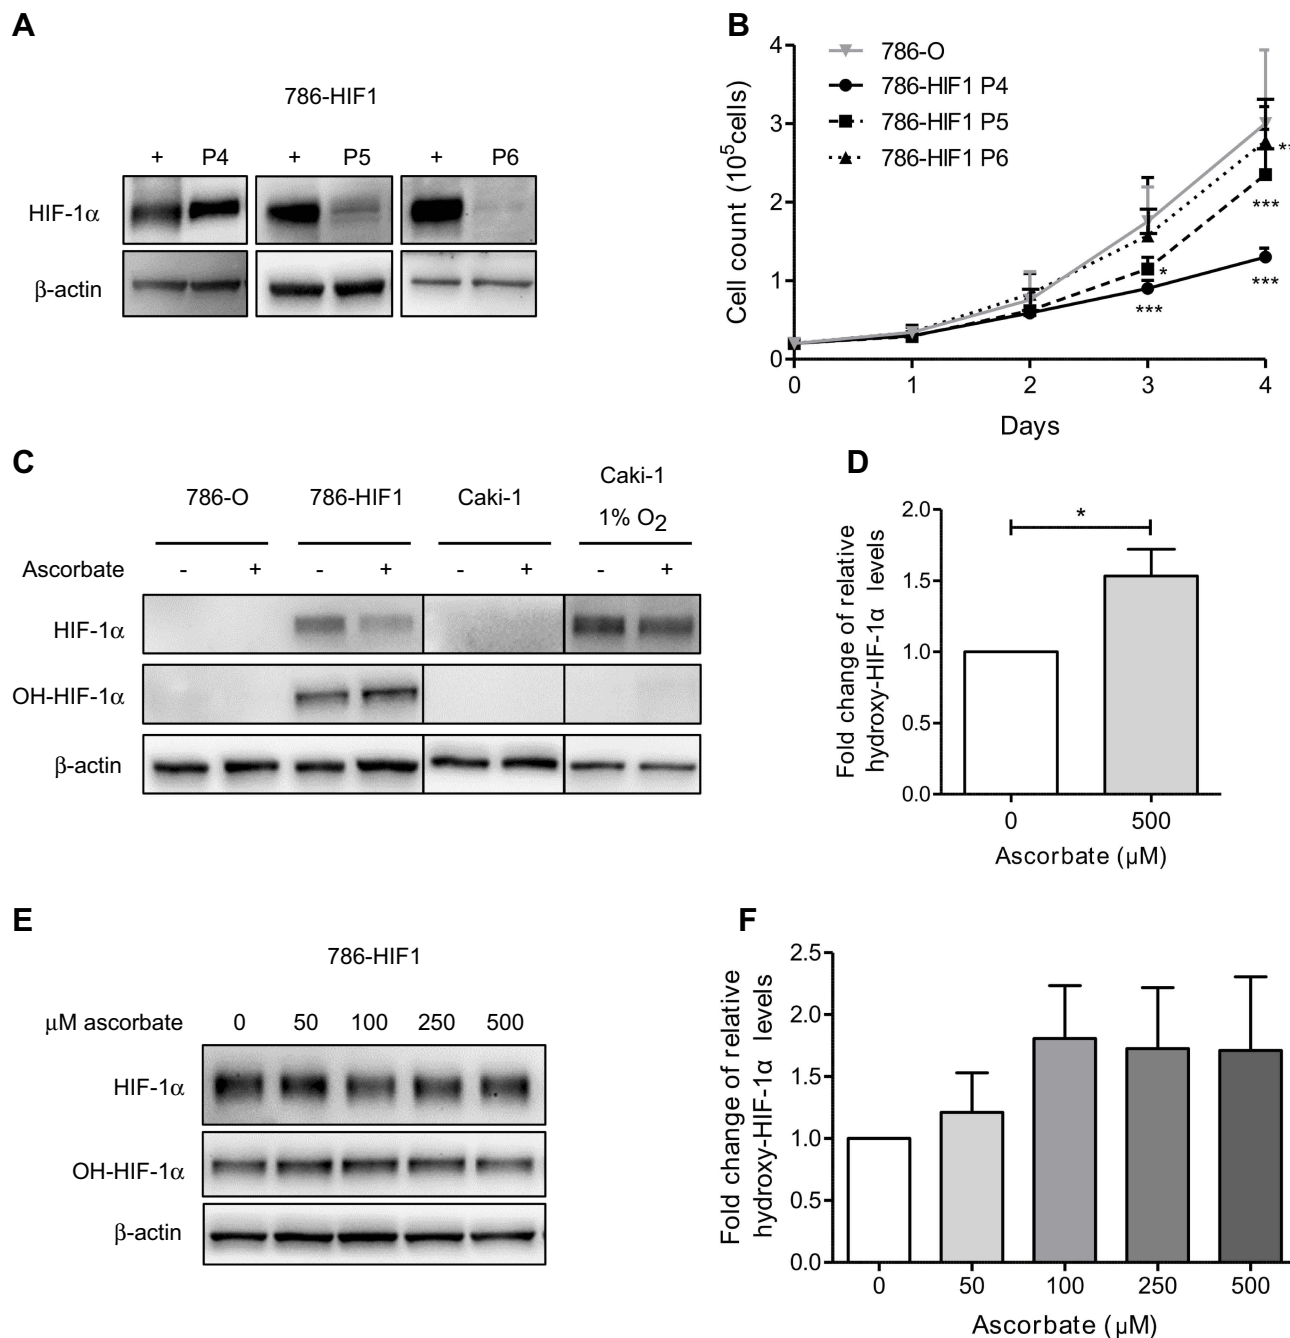 A
786-HIF1
+ P4 + P5 + P6
HIF-1α
β-actin
B
4
3
2
1
0
Cell count (10⁵cells)
786-O
786-HIF1 P4
786-HIF1 P5
786-HIF1 P6
**
***
***
*
***
0 1 2 3 4
Days
C
786-O 786-HIF1 Caki-1 Caki-1
1% O₂
Ascorbate - + - + - + - +
HIF-1α
OH-HIF-1α
β-actin
D
Fold change of relative
hydroxy-HIF-1α levels
2.0
1.5
1.0
0.5
0.0
*
0 500
Ascorbate (µM)
E
786-HIF1
µM ascorbate 0 50 100 250 500
HIF-1α
OH-HIF-1α
β-actin
F
Fold change of relative
hydroxy-HIF-1α levels
2.5
2.0
1.5
1.0
0.5
0.0
0 50 100 250 500
Ascorbate (µM)